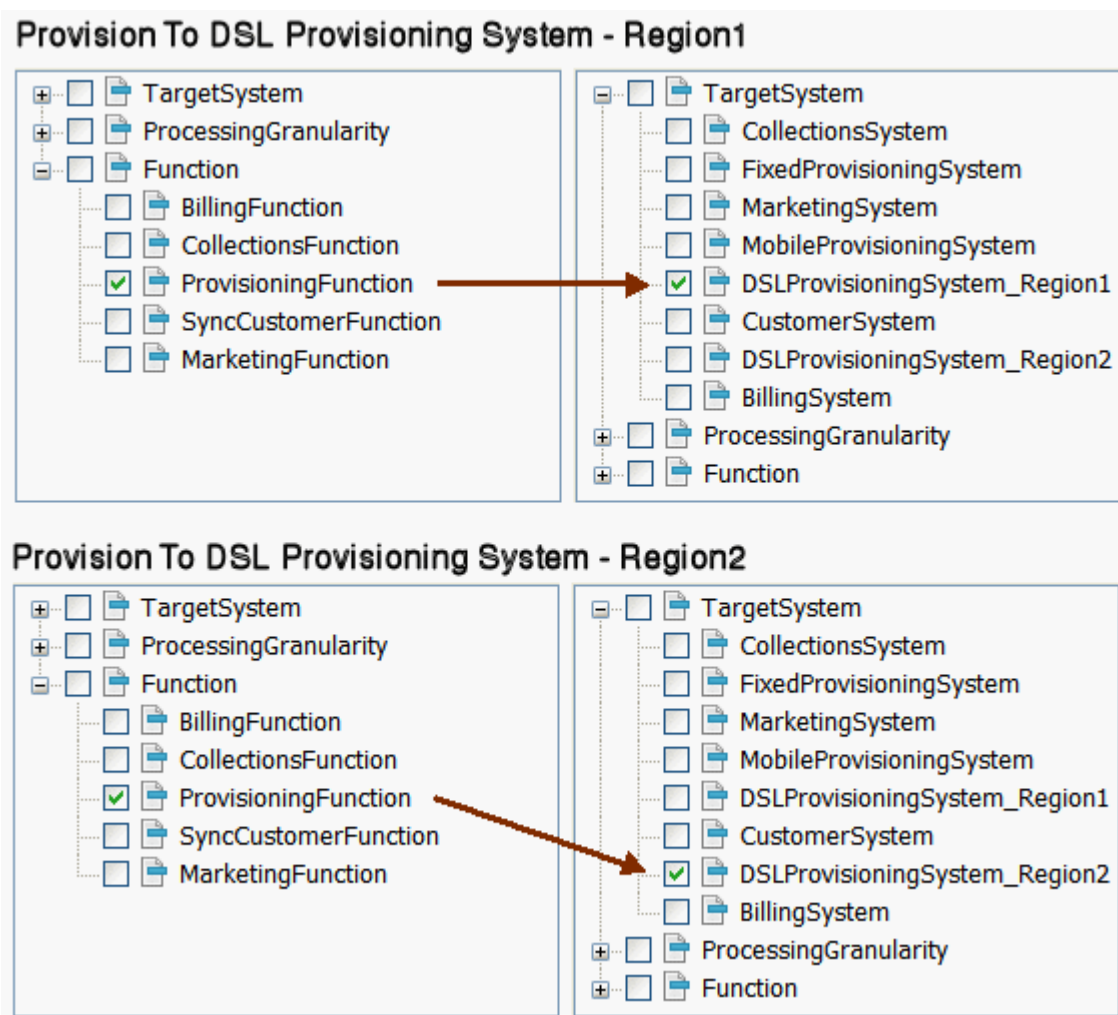 Provision To DSL Provisioning System - Region1
TargetSystem
ProcessingGranularity
Function
BillingFunction
CollectionsFunction
ProvisioningFunction
SyncCustomerFunction
MarketingFunction
TargetSystem
CollectionsSystem
FixedProvisioningSystem
MarketingSystem
MobileProvisioningSystem
DSLProvisioningSystem_Region1
CustomerSystem
DSLProvisioningSystem_Region2
BillingSystem
ProcessingGranularity
Function
Provision To DSL Provisioning System - Region2
TargetSystem
ProcessingGranularity
Function
BillingFunction
CollectionsFunction
ProvisioningFunction
SyncCustomerFunction
MarketingFunction
TargetSystem
CollectionsSystem
FixedProvisioningSystem
MarketingSystem
MobileProvisioningSystem
DSLProvisioningSystem_Region1
CustomerSystem
DSLProvisioningSystem_Region2
BillingSystem
ProcessingGranularity
Function